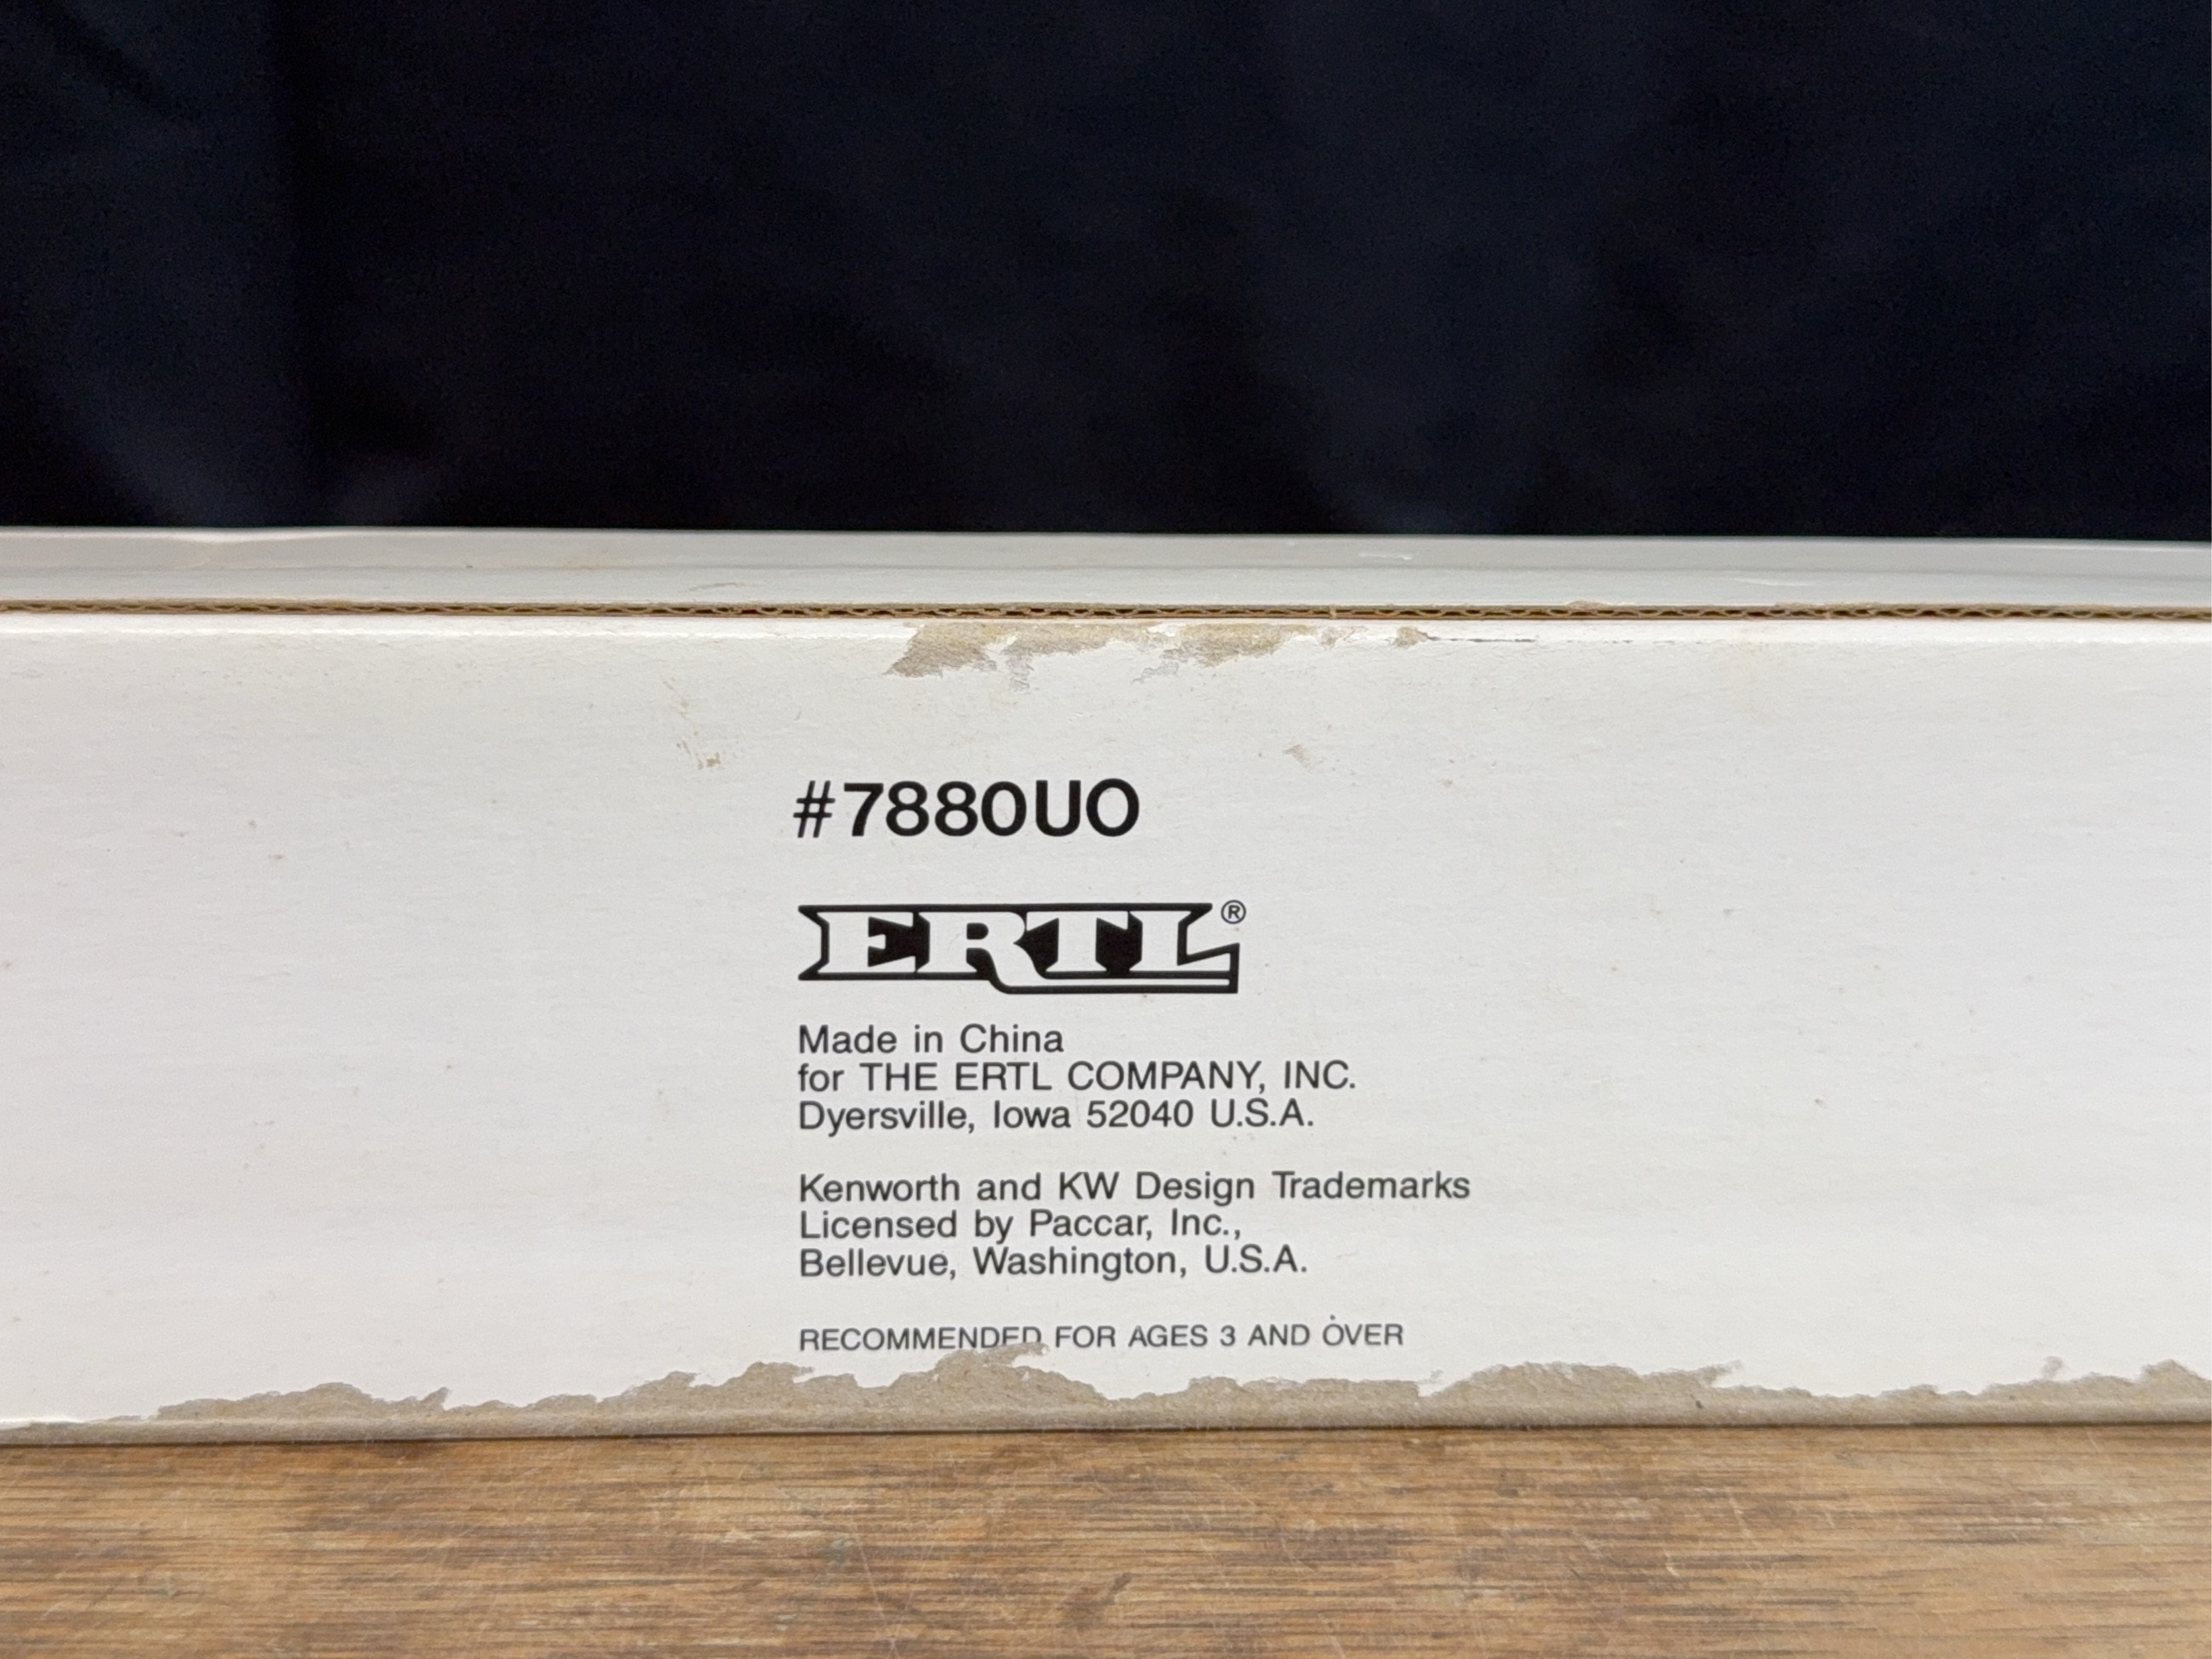 #7880UO
ERTL®
Made in China
for THE ERTL COMPANY, INC.
Dyersville, Iowa 52040 U.S.A.
Kenworth and KW Design Trademarks
Licensed by Paccar, Inc.,
Bellevue, Washington, U.S.A.
RECOMMENDED FOR AGES 3 AND OVER